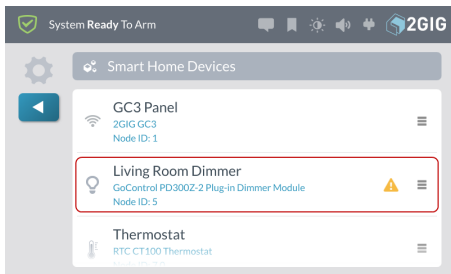 System Ready To Arm
2GIG
Smart Home Devices
GC3 Panel
2GIG GC3
Node ID: 1
Living Room Dimmer
GoControl PD300Z-2 Plug-in Dimmer Module
Node ID: 5
Thermostat
RTC CT100 Thermostat